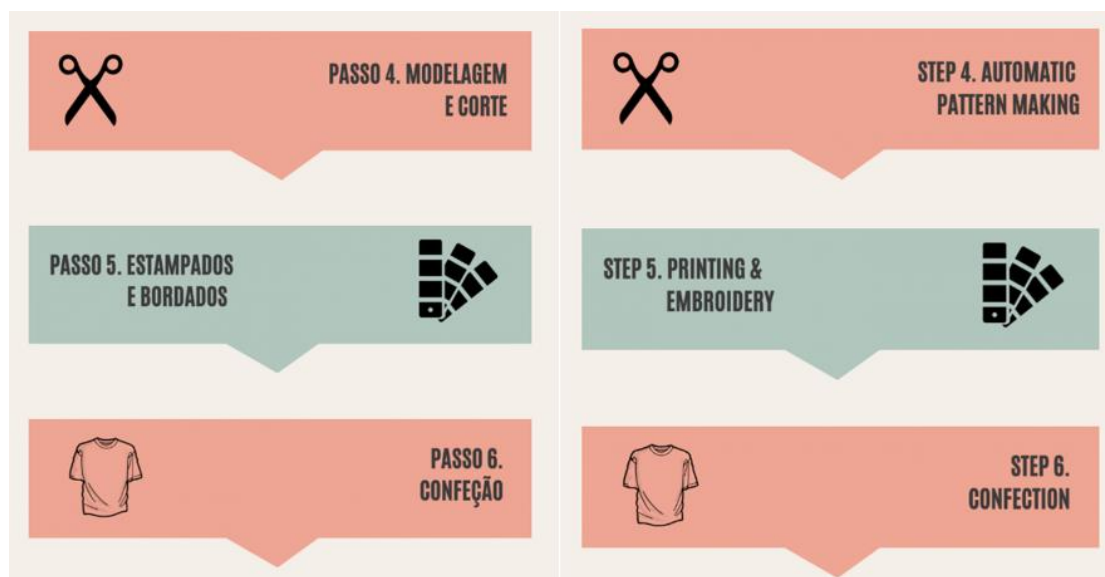 PASSO 4. MODELAGEM
E CORTE
PASSO 5. ESTAMPADOS
E BORDADOS
PASSO 6.
CONFEÇÃO
STEP 4. AUTOMATIC
PATTERN MAKING
STEP 5. PRINTING &
EMBROIDERY
STEP 6.
CONFECTION